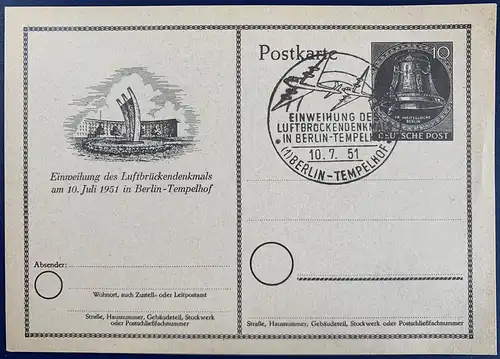 Postkarte
10
EINWEIHUNG DES
LUFTBRÜCKENDENKMALS
IN BERLIN-TEMPELHOF
10.7.51
(1) BERLIN-TEMPELHOF
DEUTSCHE POST
Einweihung des Luftbrückendenkmals
am 10. Juli 1951 in Berlin-Tempelhof
Absender:
Wohnort, auch Zustell- oder Leitpostamt
Straße, Hausnummer, Gebäudeteil, Stockwerk
oder Postschließfachnummer
Straße, Hausnummer, Gebäudeteil, Stockwerk oder Postschließfachnummer